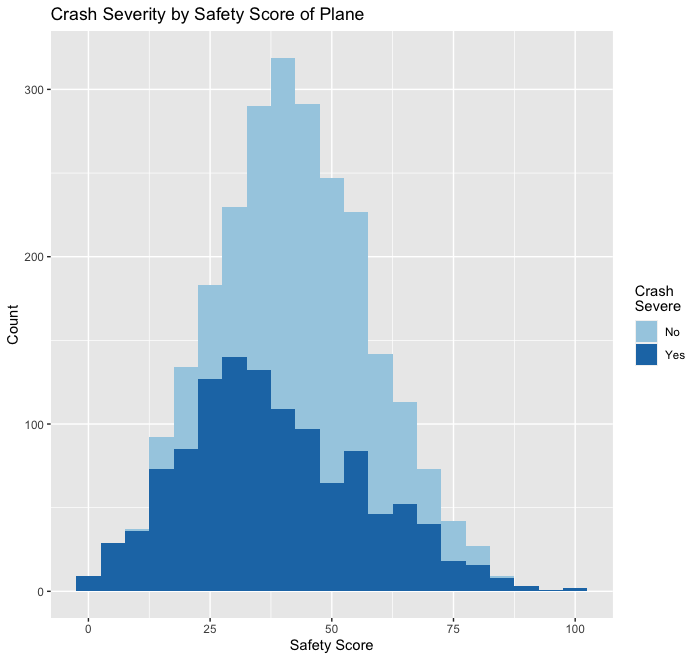 Crash Severity by Safety Score of Plane
300
200
100
0
Count
0 25 50 75 100
Safety Score
Crash
Severe
No
Yes